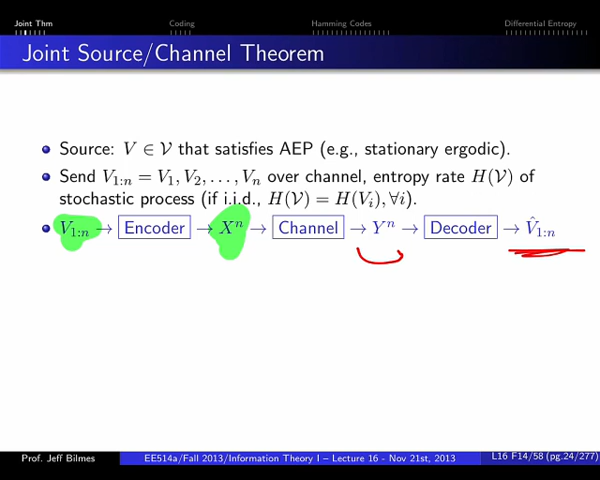 Joint Thm Coding Hamming Codes Differential Entropy
Joint Source/Channel Theorem
Source: V ∈ 𝒱 that satisfies AEP (e.g., stationary ergodic).
Send V₁:ₙ = V₁, V₂, . . . , Vₙ over channel, entropy rate H(𝒱) of
stochastic process (if i.i.d., H(𝒱) = H(Vᵢ), ∀i).
V₁:ₙ → Encoder → Xⁿ → Channel → Yⁿ → Decoder → V̂₁:ₙ
Prof. Jeff Bilmes EE514a/Fall 2013/Information Theory I – Lecture 16 - Nov 21st, 2013 L16 F14/58 (pg.24/277)